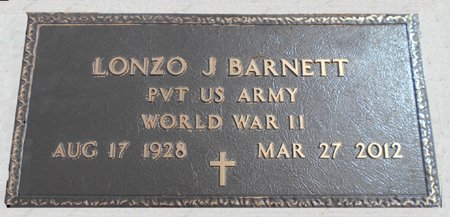 LONZO J BARNETT
PVT US ARMY
WORLD WAR II
AUG 17 1928 MAR 27 2012